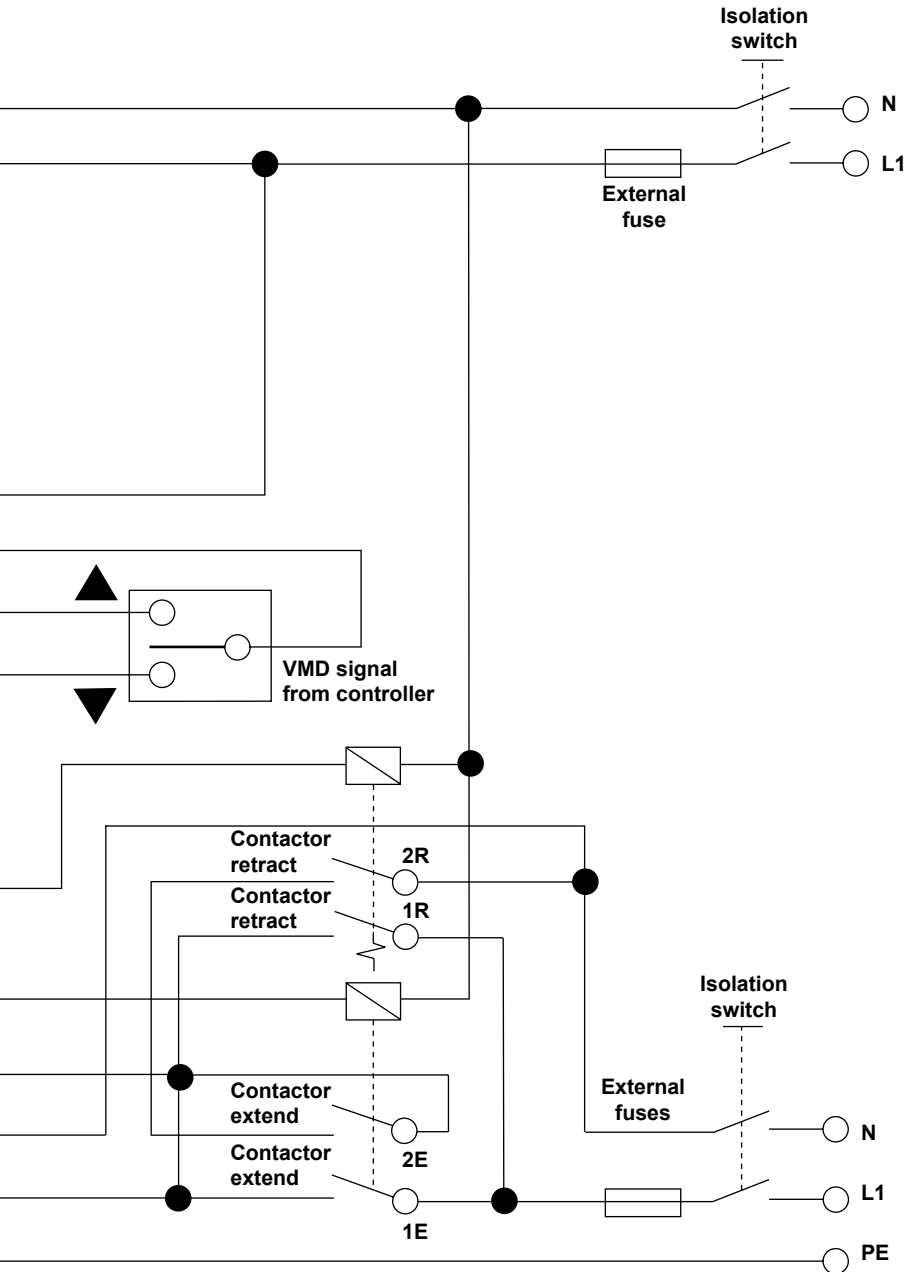 Isolation
switch
N
L1
External
fuse
VMD signal
from controller
Contactor
retract
2R
Contactor
retract
1R
Isolation
switch
Contactor
extend
External
fuses
2E
N
Contactor
extend
L1
1E
PE